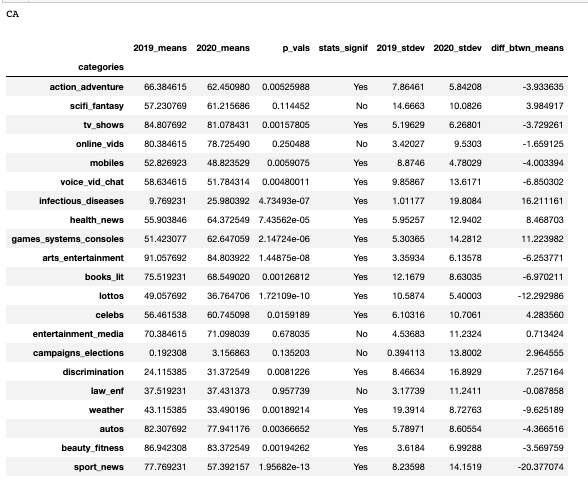 CA
2019_means 2020_means p_vals stats_signif 2019_stdev 2020_stdev diff_btwn_means
categories
action_adventure 66.384615 62.450980 0.00525988 Yes 7.86461 5.84208 -3.933635
scifi_fantasy 57.230769 61.215686 0.114452 No 14.6663 10.0826 3.984917
tv_shows 84.807692 81.078431 0.00157805 Yes 5.19629 6.26801 -3.729261
online_vids 80.384615 78.725490 0.250488 No 3.42027 9.5303 -1.659125
mobiles 52.826923 48.823529 0.0059075 Yes 8.8746 4.78029 -4.003394
voice_vid_chat 58.634615 51.784314 0.00480011 Yes 9.85867 13.6171 -6.850302
infectious_diseases 9.769231 25.980392 4.73493e-07 Yes 1.01177 19.8084 16.211161
health_news 55.903846 64.372549 7.43562e-05 Yes 5.95257 12.9402 8.468703
games_systems_consoles 51.423077 62.647059 2.14724e-06 Yes 5.30365 14.2812 11.223982
arts_entertainment 91.057692 84.803922 1.44875e-08 Yes 3.35934 6.13578 -6.253771
books_lit 75.519231 68.549020 0.00126812 Yes 12.1679 8.63035 -6.970211
lottos 49.057692 36.764706 1.72109e-10 Yes 10.5874 5.40003 -12.292986
celebs 56.461538 60.745098 0.0159189 Yes 6.10316 10.7061 4.283560
entertainment_media 70.384615 71.098039 0.678035 No 4.53683 11.2324 0.713424
campaigns_elections 0.192308 3.156863 0.135203 No 0.394113 13.8002 2.964555
discrimination 24.115385 31.372549 0.0081226 Yes 8.46634 16.8929 7.257164
law_enf 37.519231 37.431373 0.957739 No 3.17739 11.2411 -0.087858
weather 43.115385 33.490196 0.00189214 Yes 19.3914 8.72763 -9.625189
autos 82.307692 77.941176 0.00366652 Yes 5.78971 8.60554 -4.366516
beauty_fitness 86.942308 83.372549 0.00194262 Yes 3.6184 6.99288 -3.569759
sport_news 77.769231 57.392157 1.95682e-13 Yes 8.23598 14.1519 -20.377074